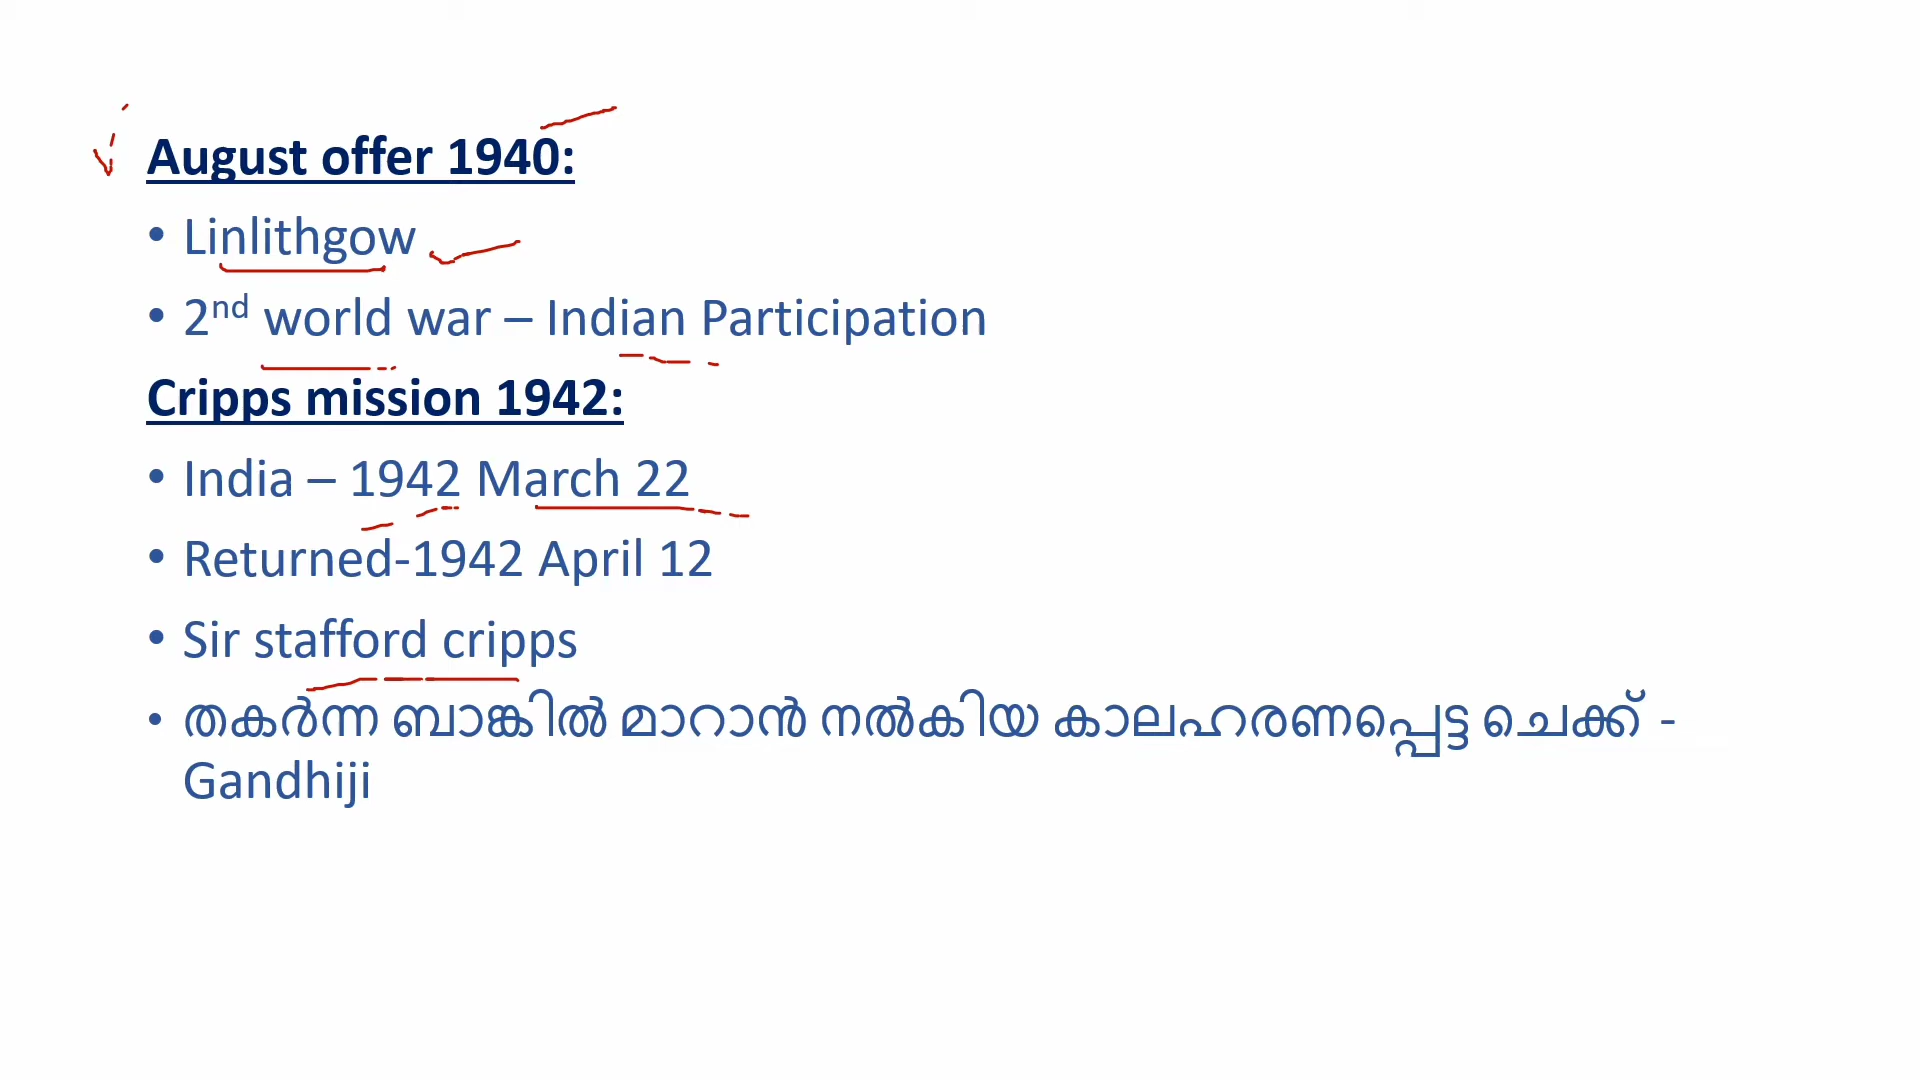 August offer 1940:
• Linlithgow
• 2nd world war – Indian Participation
Cripps mission 1942:
• India – 1942 March 22
• Returned-1942 April 12
• Sir stafford cripps
• തകർന്ന ബാങ്കിൽ മാറാൻ നൽകിയ കാലഹരണപ്പെട്ട ചെക്ക് -
Gandhiji